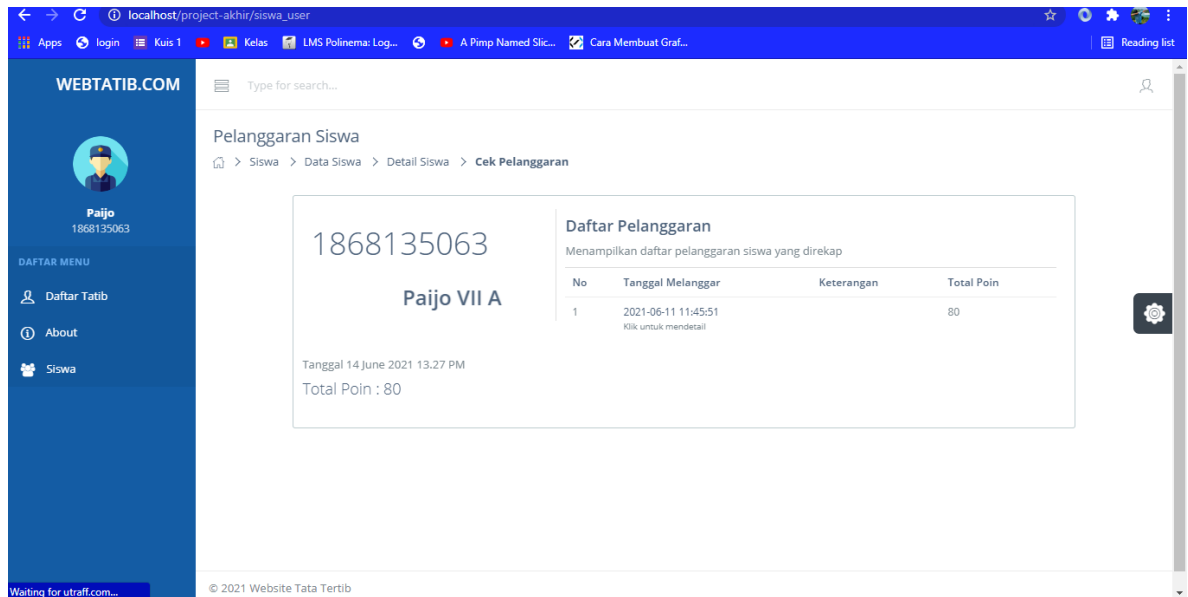 localhost/project-akhir/siswa_user
Apps login Kuis 1 Kelas LMS Polinema: Log... A Pimp Named Slic... Cara Membuat Graf... Reading list
WEBTATIB.COM
Type for search...
Paijo
1868135063
DAFTAR MENU
Daftar Tatib
About
Siswa
Pelanggaran Siswa
> Siswa > Data Siswa > Detail Siswa > Cek Pelanggaran
1868135063
Paijo VII A
Tanggal 14 June 2021 13.27 PM
Total Poin : 80
Daftar Pelanggaran
Menampilkan daftar pelanggaran siswa yang direkap
No Tanggal Melanggar Keterangan Total Poin
1 2021-06-11 11:45:51 80
Klik untuk mendetail
© 2021 Website Tata Tertib
Waiting for utraff.com...